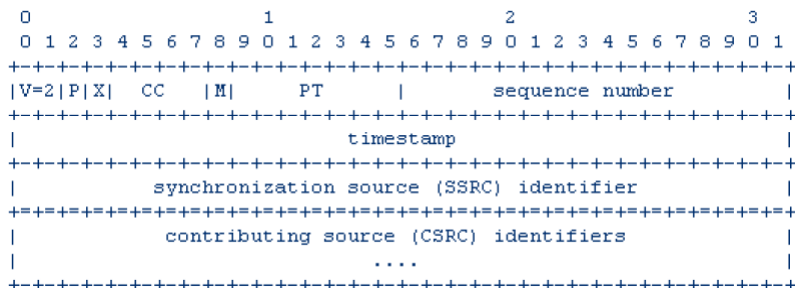 0                   1                   2                   3
0 1 2 3 4 5 6 7 8 9 0 1 2 3 4 5 6 7 8 9 0 1 2 3 4 5 6 7 8 9 0 1
+-+-+-+-+-+-+-+-+-+-+-+-+-+-+-+-+-+-+-+-+-+-+-+-+-+-+-+-+-+-+-+-+
|V=2|P|X|  CC   |M|     PT      |       sequence number         |
+-+-+-+-+-+-+-+-+-+-+-+-+-+-+-+-+-+-+-+-+-+-+-+-+-+-+-+-+-+-+-+-+
|                           timestamp                           |
+-+-+-+-+-+-+-+-+-+-+-+-+-+-+-+-+-+-+-+-+-+-+-+-+-+-+-+-+-+-+-+-+
|           synchronization source (SSRC) identifier            |
+=+=+=+=+=+=+=+=+=+=+=+=+=+=+=+=+=+=+=+=+=+=+=+=+=+=+=+=+=+=+=+=+
|            contributing source (CSRC) identifiers             |
|                             ....                              |
+-+-+-+-+-+-+-+-+-+-+-+-+-+-+-+-+-+-+-+-+-+-+-+-+-+-+-+-+-+-+-+-+